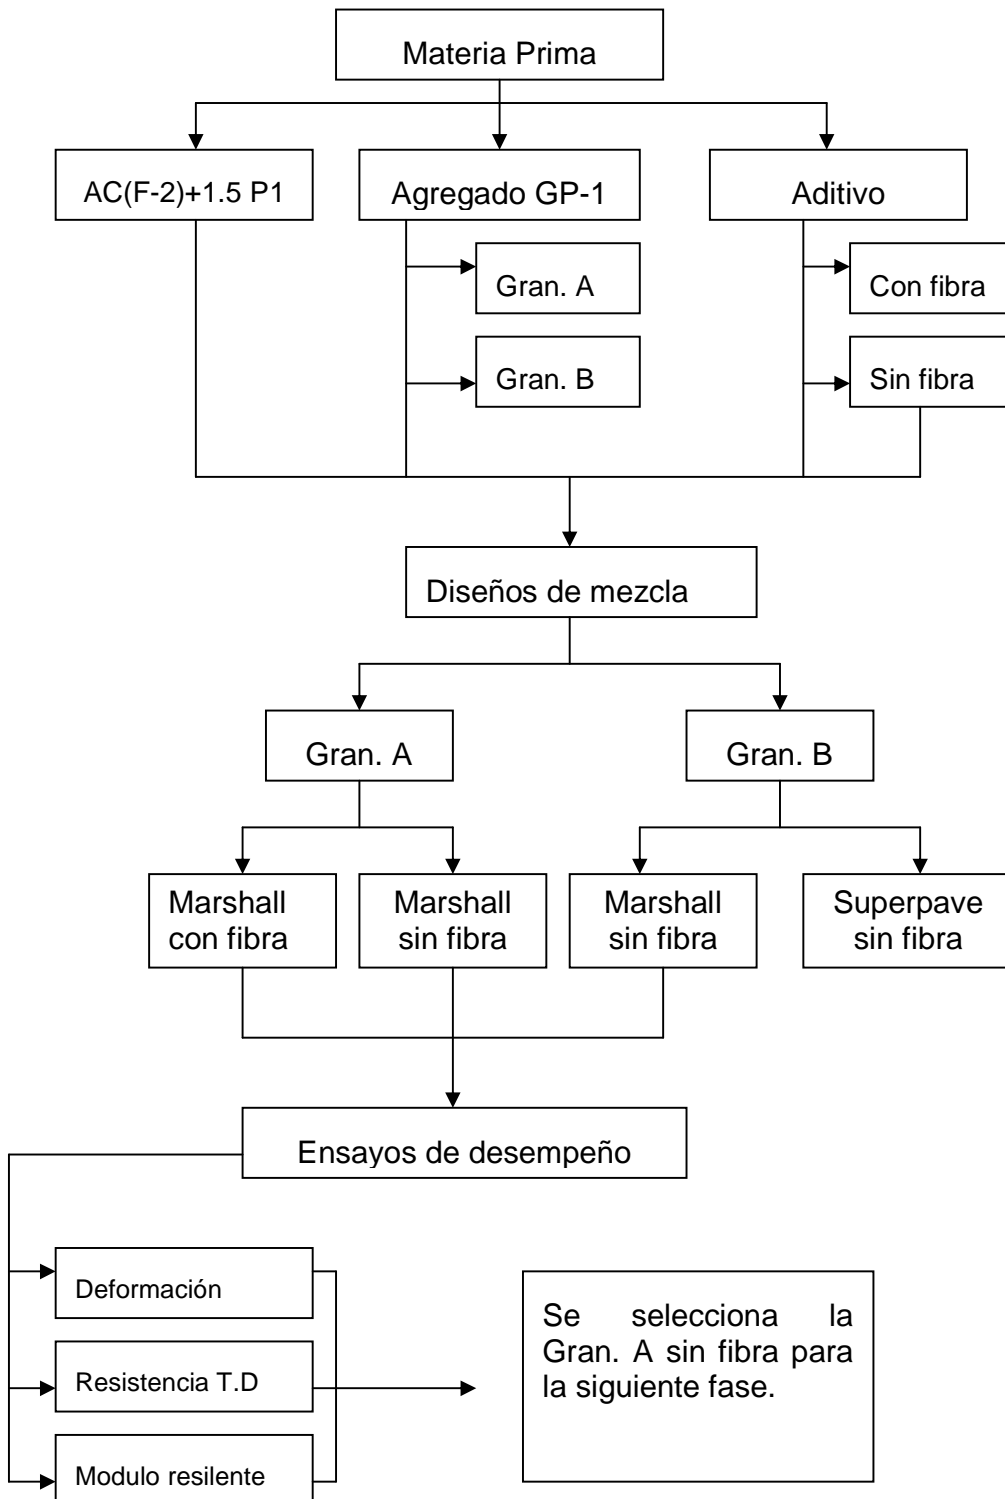 Materia Prima
AC(F-2)+1.5 P1
Agregado GP-1
Aditivo
Gran. A
Con fibra
Gran. B
Sin fibra
Diseños de mezcla
Gran. A
Gran. B
Marshall
con fibra
Marshall
sin fibra
Marshall
sin fibra
Superpave
sin fibra
Ensayos de desempeño
Deformación
Resistencia T.D
Modulo resilente
Se selecciona la
Gran. A sin fibra para
la siguiente fase.